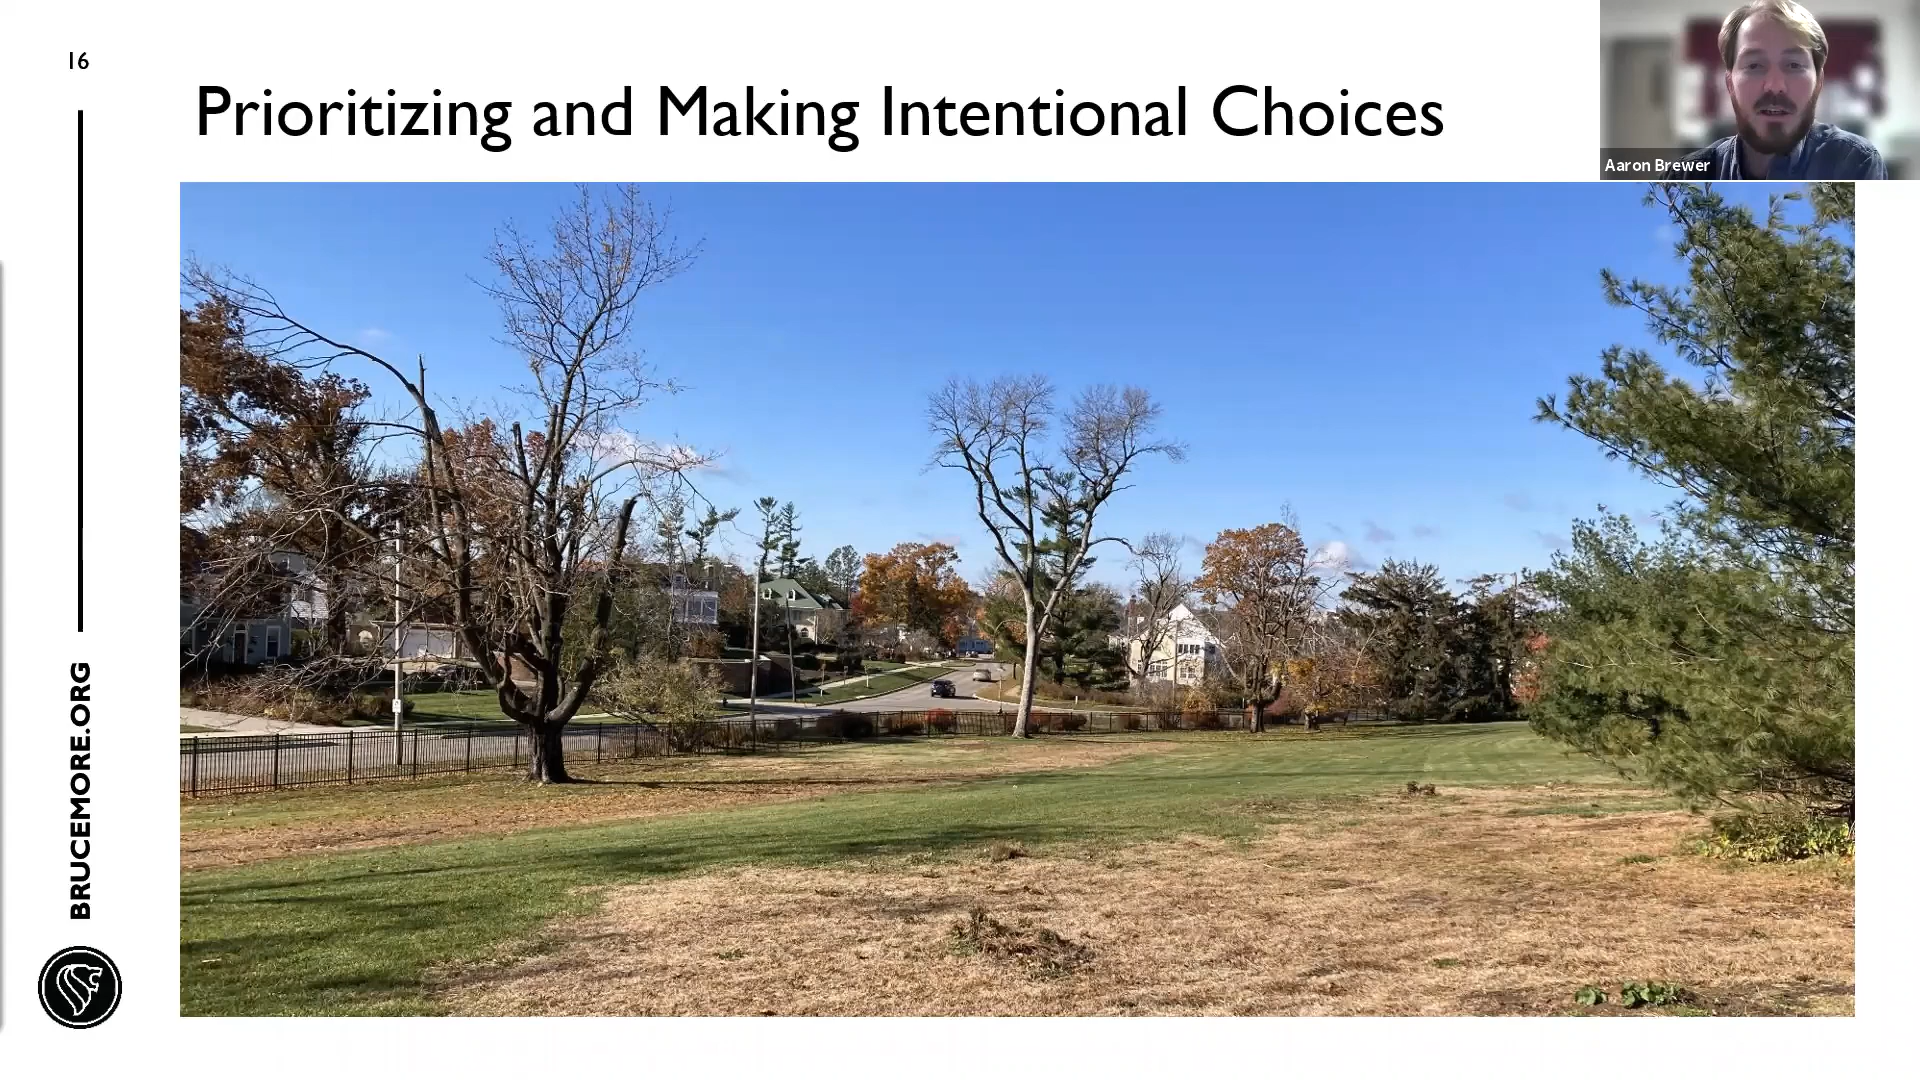 16
Prioritizing and Making Intentional Choices
Aaron Brewer
BRUCEMORE.ORG